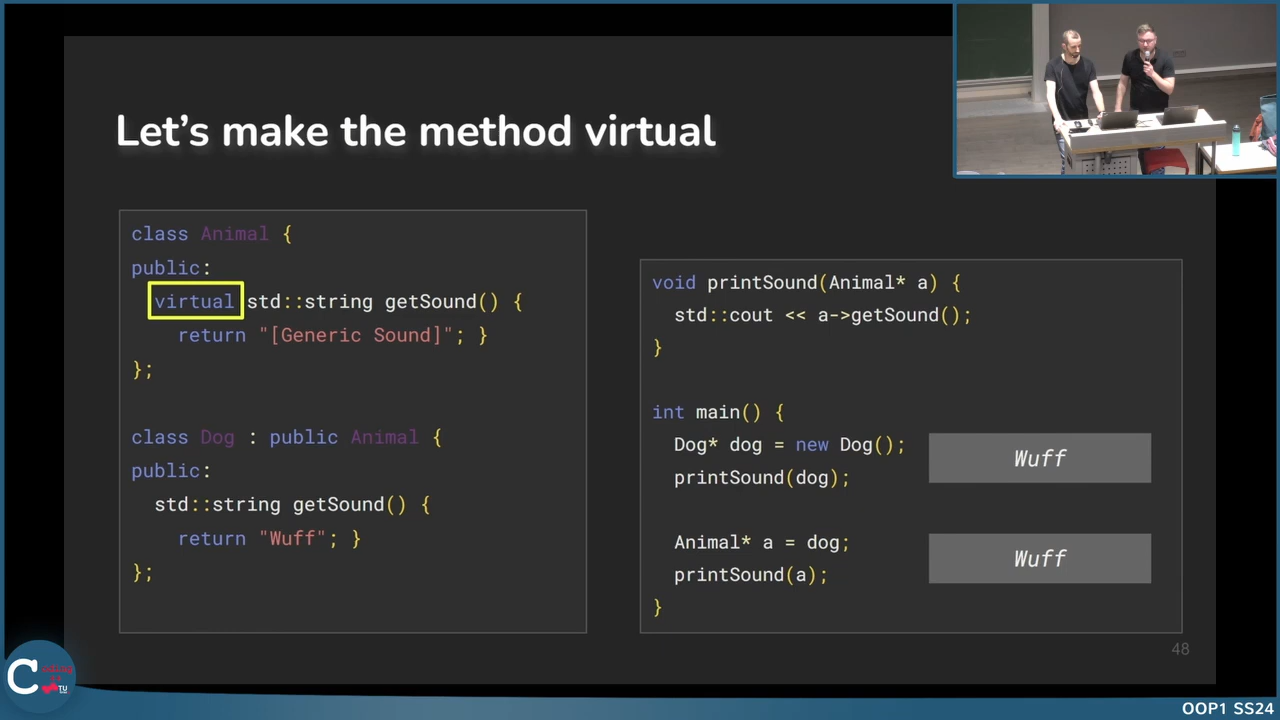 Let's make the method virtual
class Animal {
public:
virtual std::string getSound() {
return "[Generic Sound]"; }
};
class Dog : public Animal {
public:
std::string getSound() {
return "Wuff"; }
};
void printSound(Animal* a) {
std::cout << a->getSound();
}
int main() {
Dog* dog = new Dog();
printSound(dog);
Wuff
Animal* a = dog;
printSound(a);
Wuff
}
48
C
TU
OOP1 SS24